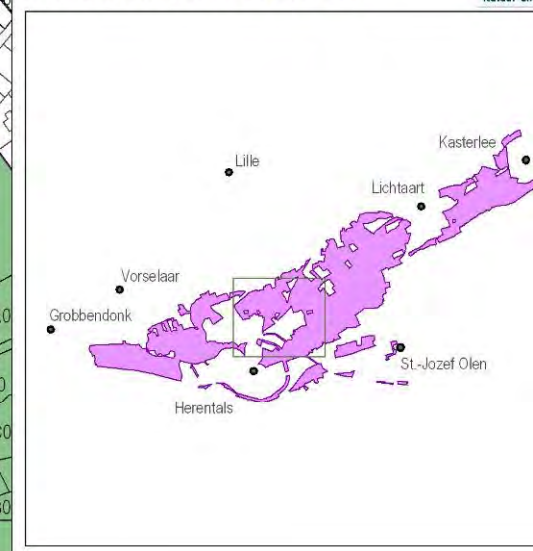 Kasterlee
Lille
Lichtaart
Vorselaar
Grobbendonk
St.-Jozef Olen
Herentals